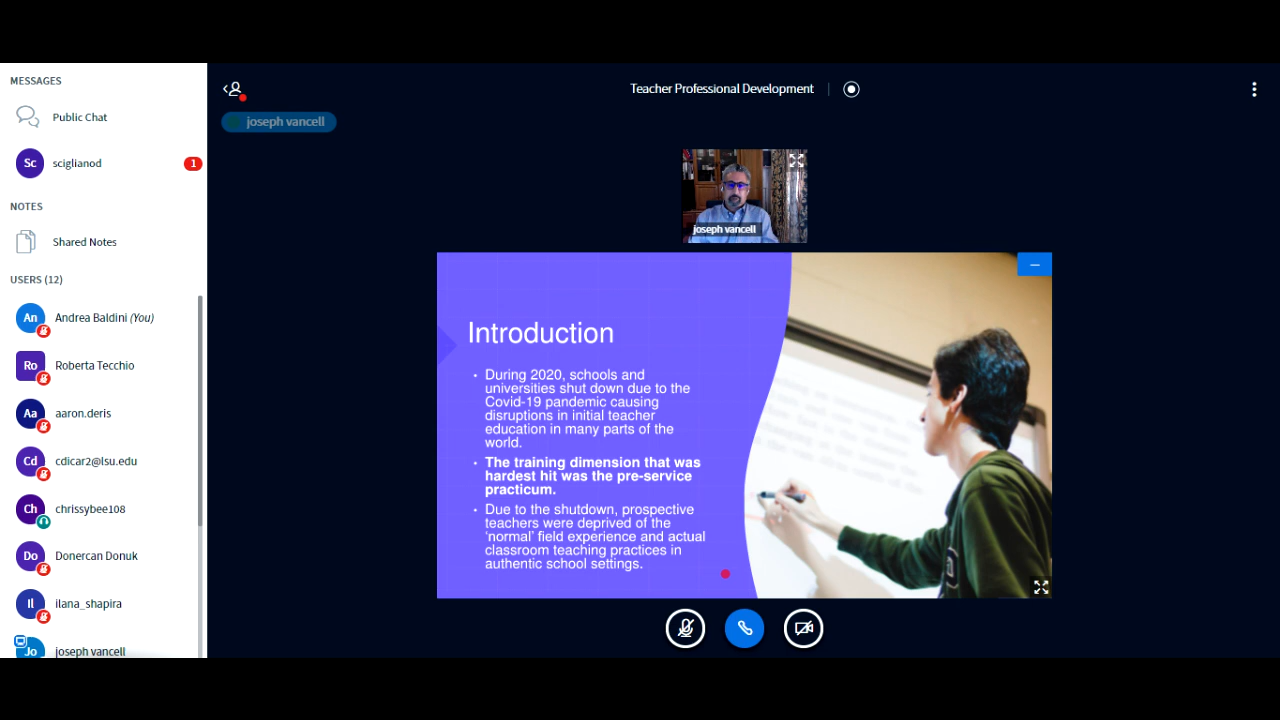 MESSAGES
Public Chat
Sc
sciglianod
1
NOTES
Shared Notes
USERS (12)
An
Andrea Baldini (You)
Ro
Roberta Tecchio
Aa
aaron.deris
Cd
cdicar2@lsu.edu
Ch
chrissybee108
Do
Donercan Donuk
Il
ilana_shapira
Jo
joseph vancell
Teacher Professional Development
joseph vancell
joseph vancell
Introduction
• During 2020, schools and
universities shut down due to the
Covid-19 pandemic causing
disruptions in initial teacher
education in many parts of the
world.
• The training dimension that was
hardest hit was the pre-service
practicum.
• Due to the shutdown, prospective
teachers were deprived of the
‘normal’ field experience and actual
classroom teaching practices in
authentic school settings.